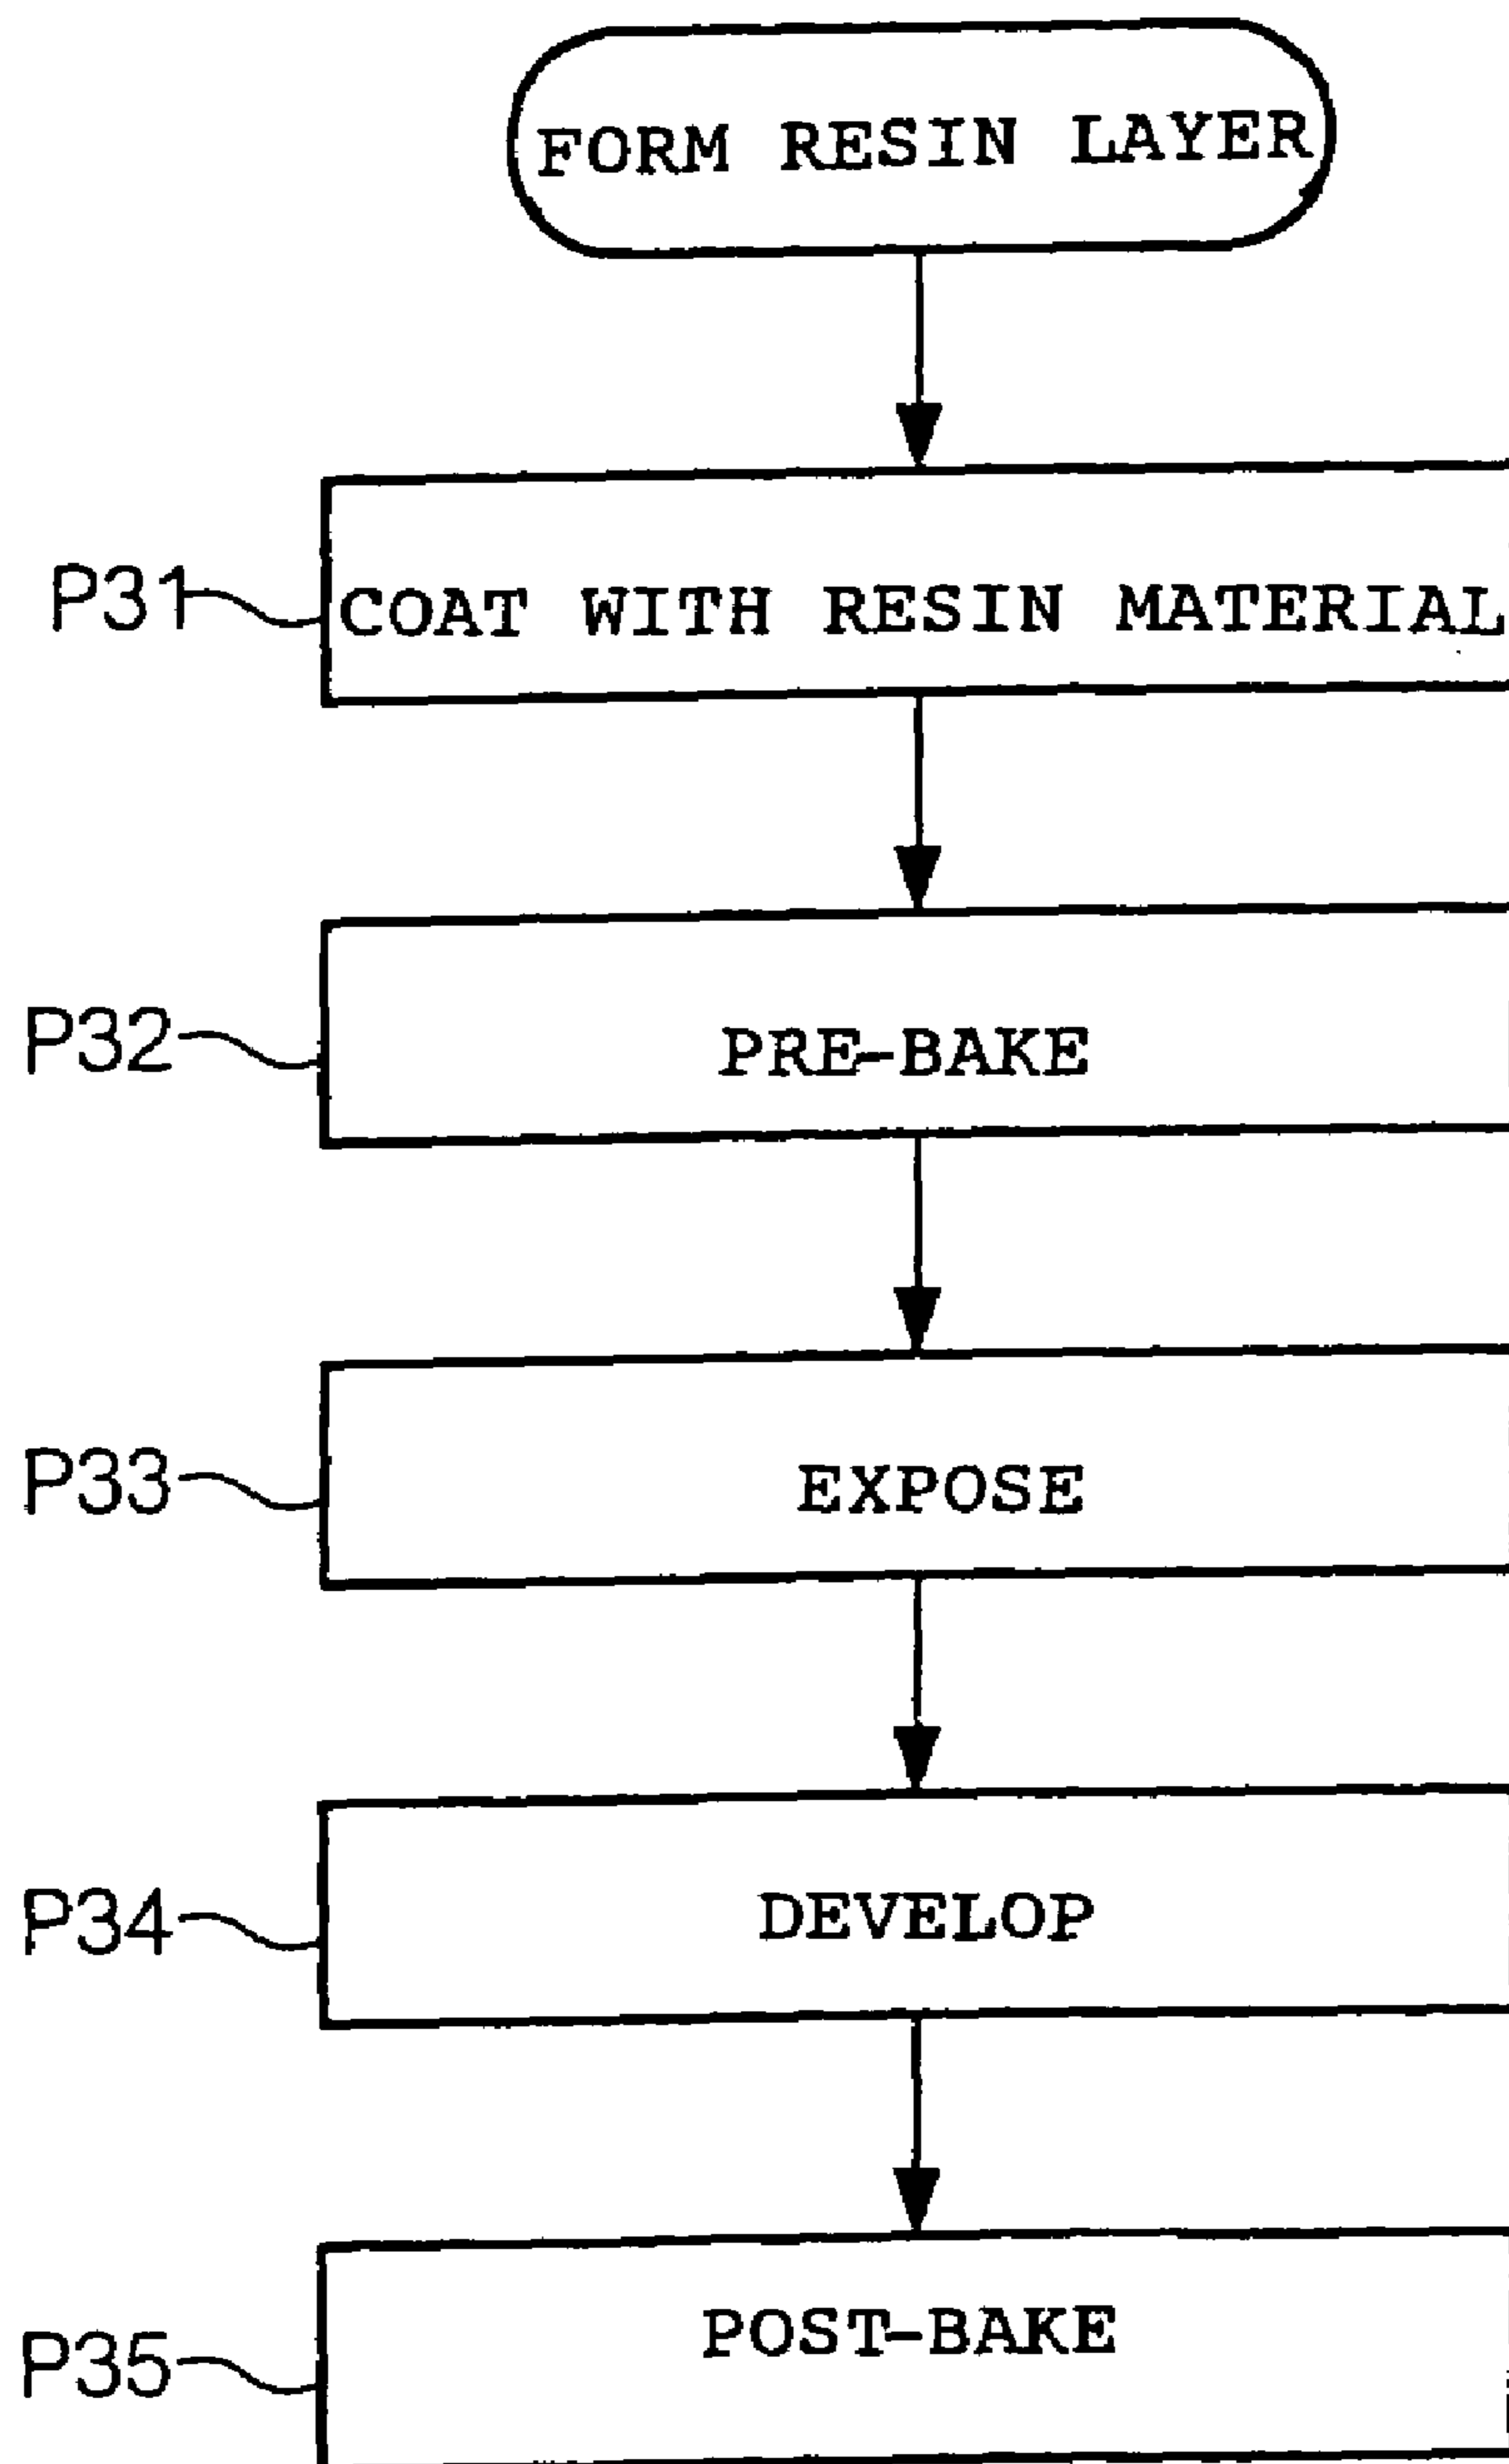 FORM RESIN LAYER
P31 COAT WITH RESIN MATERIAL
P32 PRE-BAKE
P33 EXPOSE
P34 DEVELOP
P35 POST-BAKE